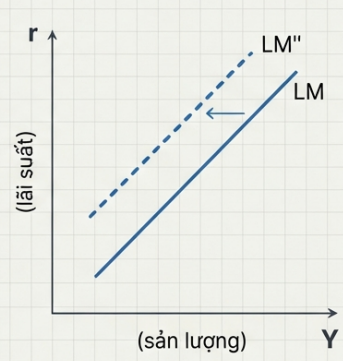 r
LM"
LM
(lãi suất)
(sản lượng)
Y